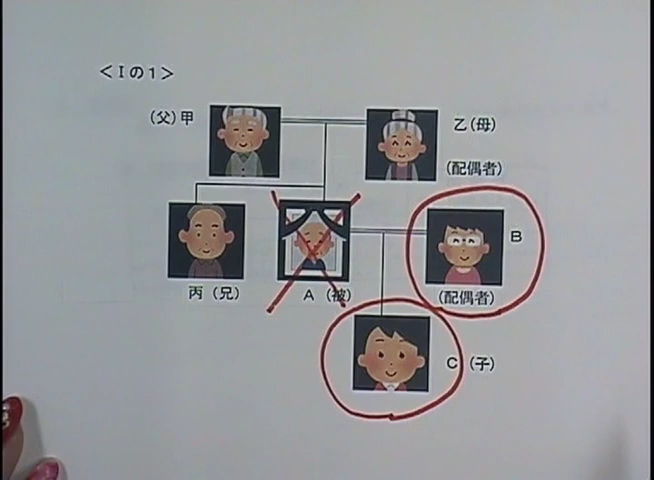 ＜Ⅰの１＞
(父)甲
乙(母)
(配偶者)
B
丙（兄）
A（被）
(配偶者)
C（子）